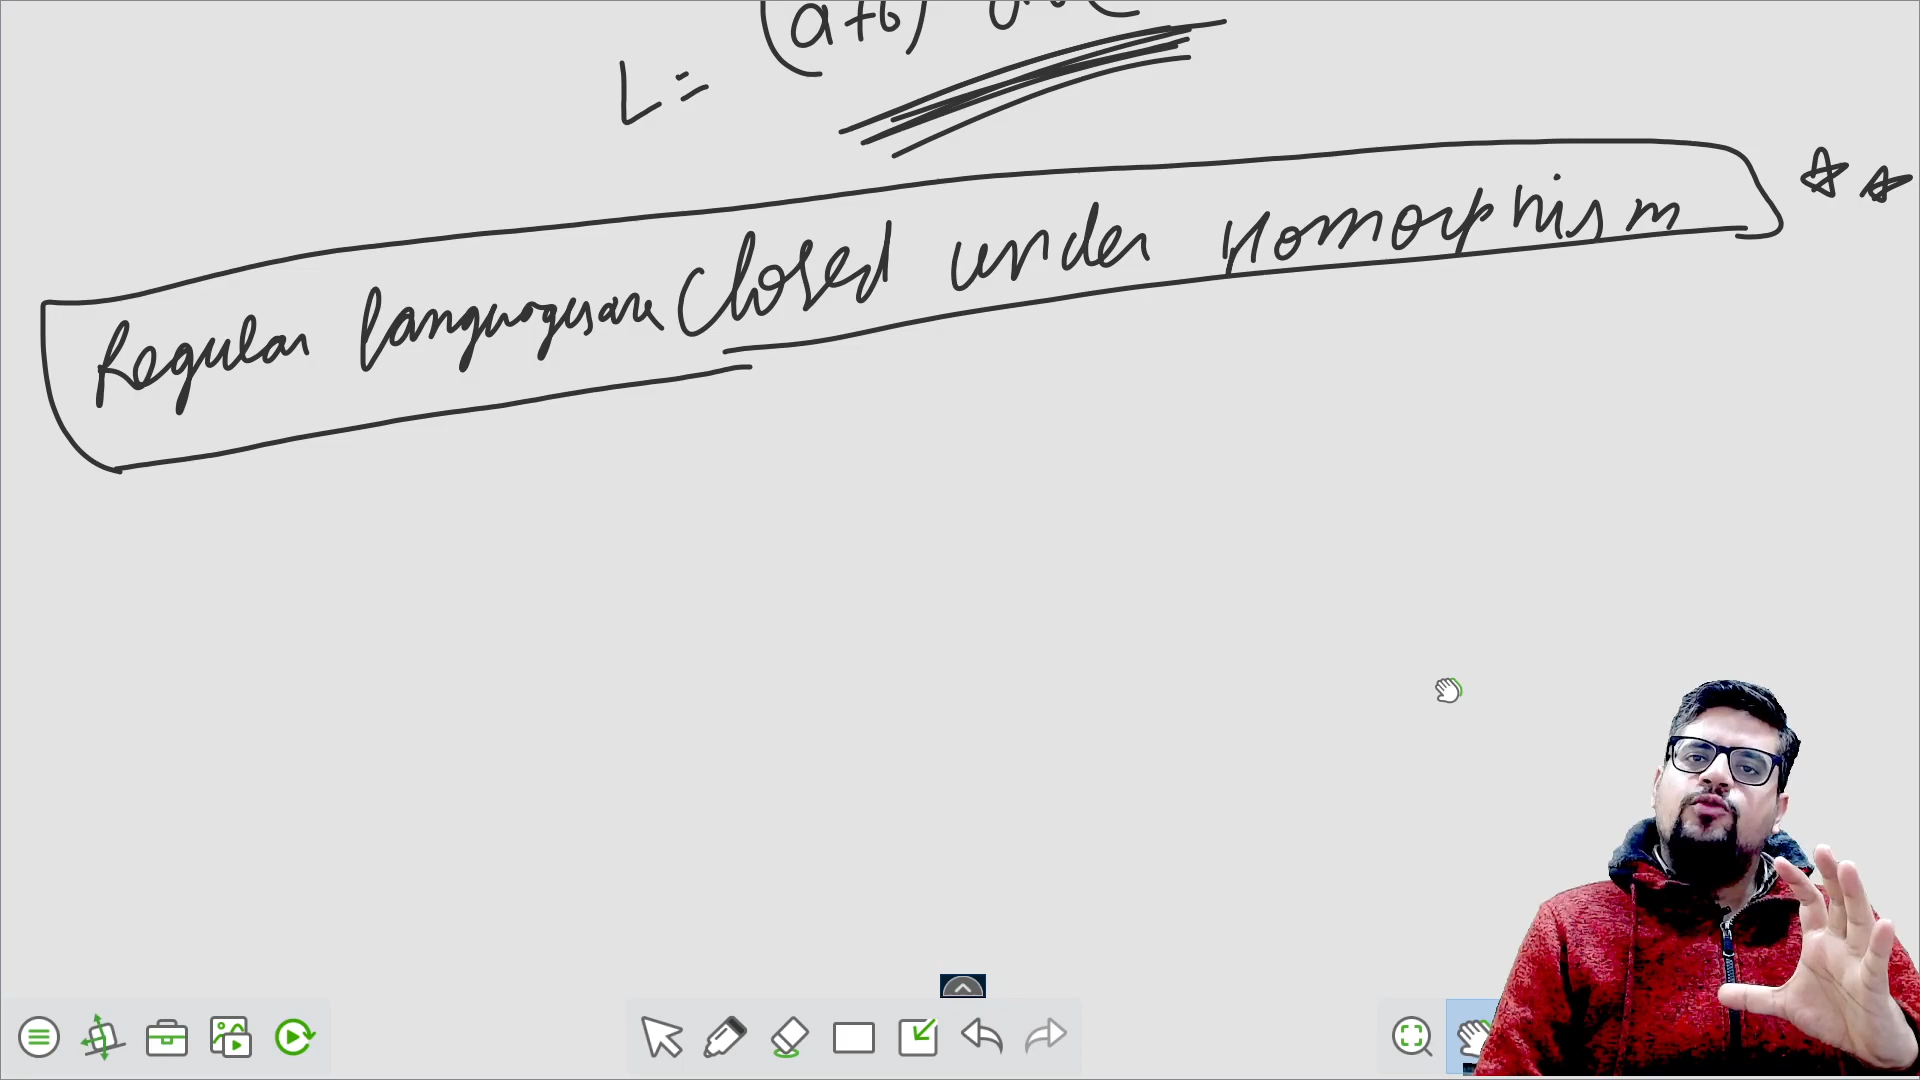 L = (a+b)
Regular languages are closed under Homomorphism